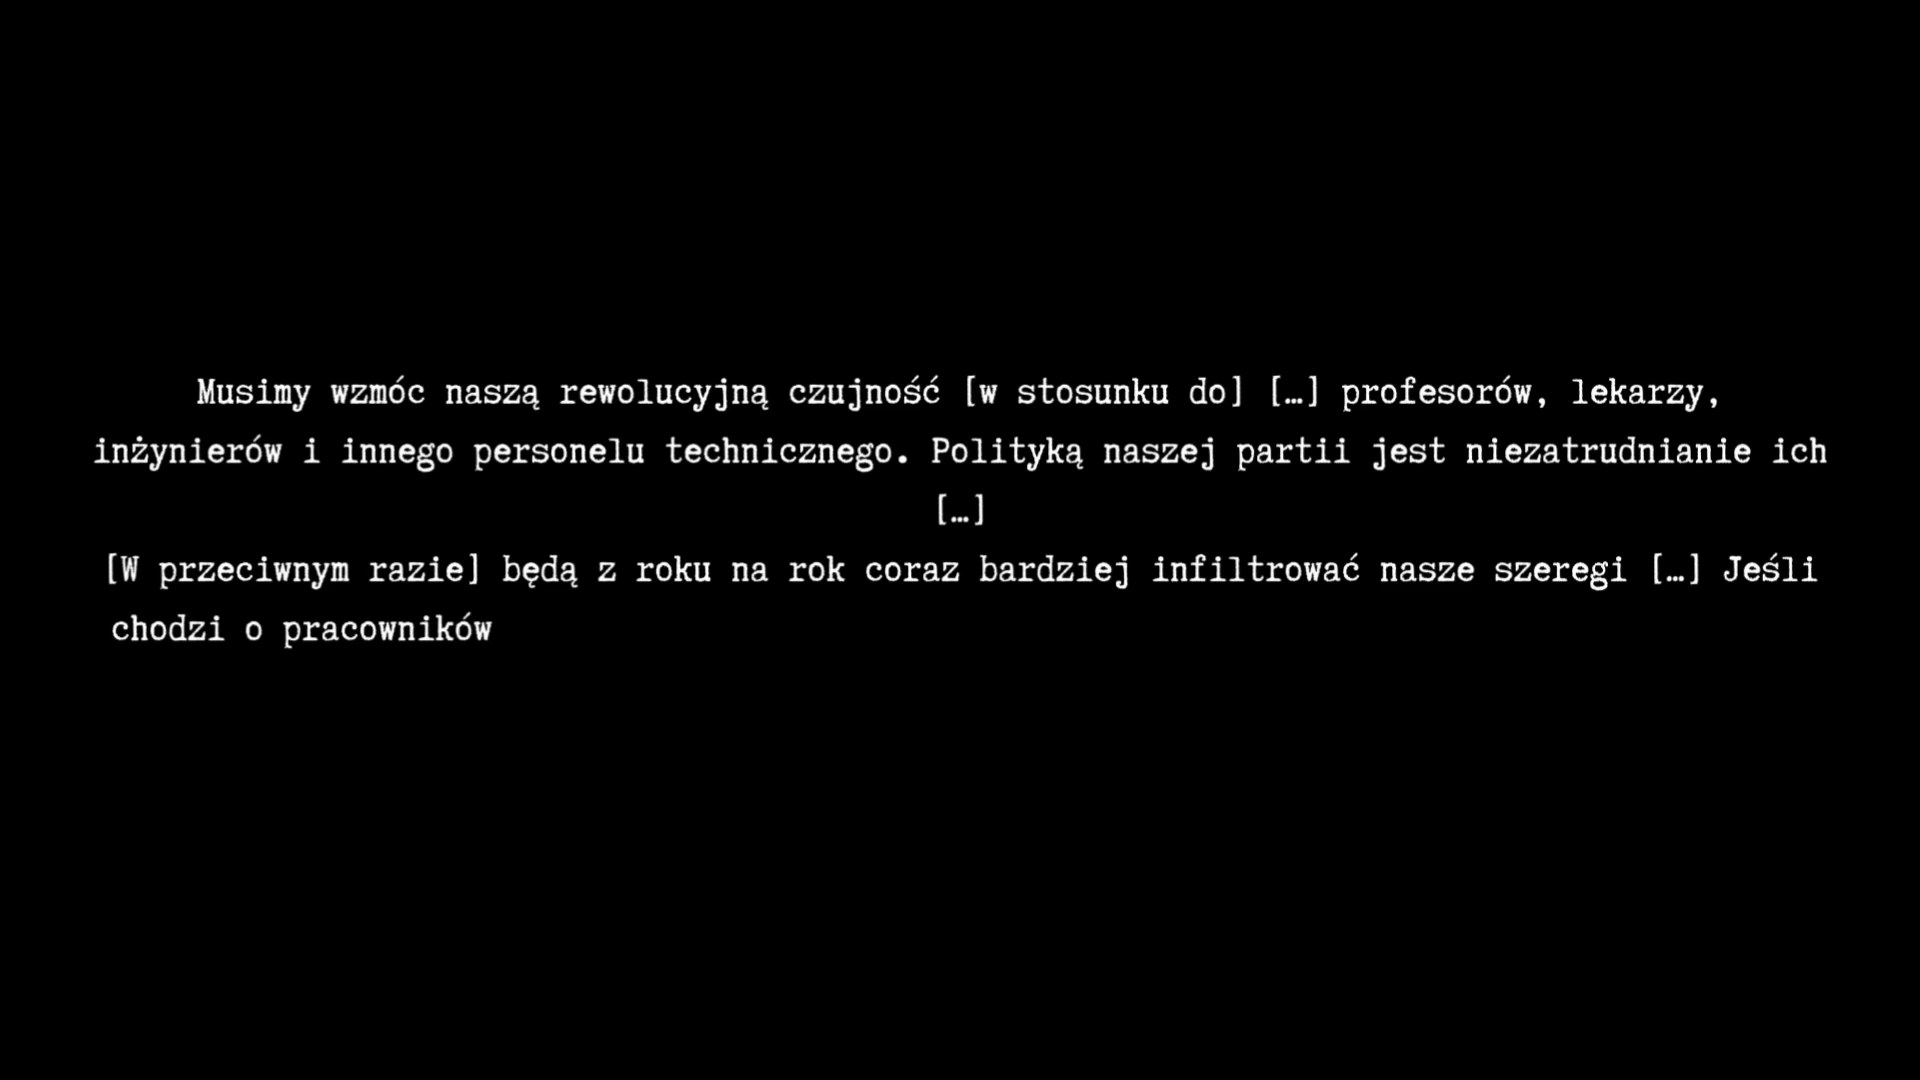 Musimy wzmóc naszą rewolucyjną czujność [w stosunku do] […] profesorów, lekarzy,
inżynierów i innego personelu technicznego. Polityką naszej partii jest niezatrudnianie ich
[…]
[W przeciwnym razie] będą z roku na rok coraz bardziej infiltrować nasze szeregi […] Jeśli
chodzi o pracowników